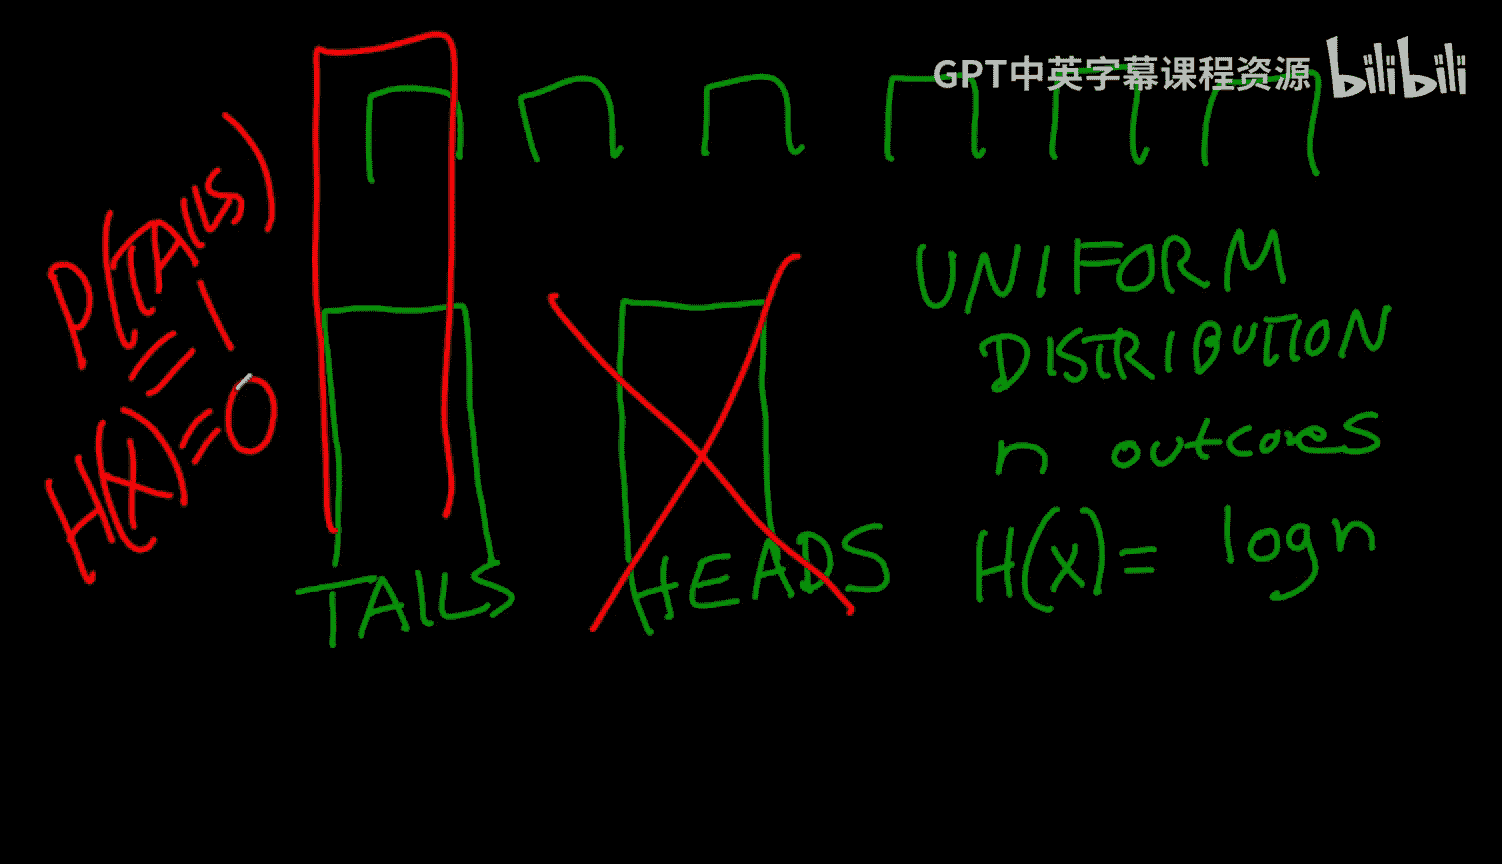 GPT中英字幕课程资源 bilibili
P(TAILS)
= 1
H(X)=0
TAILS
HEADS
UNIFORM
DISTRIBUTION
n outcomes
H(X)= log n